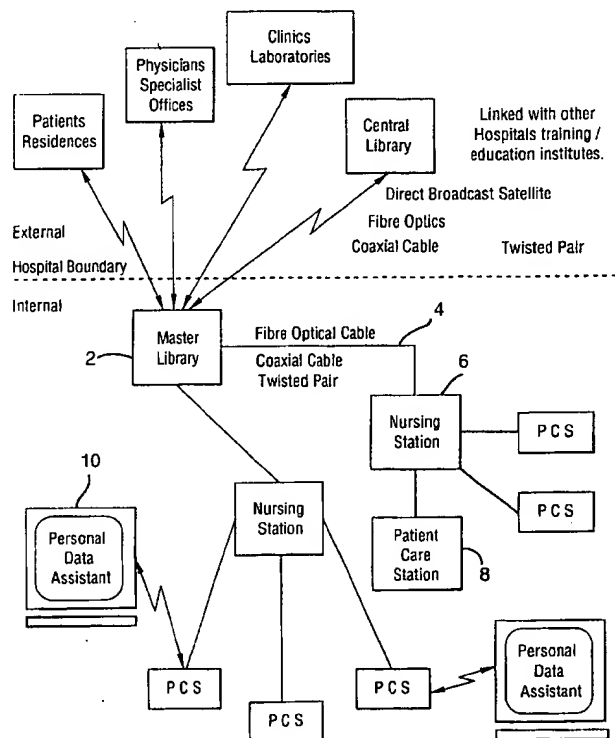 Clinics
Laboratories
Physicians
Specialist
Offices
Patients
Residences
Central
Library
Linked with other
Hospitals training /
education institutes.
Direct Broadcast Satellite
Fibre Optics
Coaxial Cable
Twisted Pair
External
Hospital Boundary
Internal
Master
Library
2
Fibre Optical Cable
Coaxial Cable
Twisted Pair
4
6
Nursing
Station
PCS
PCS
Patient
Care
Station
8
10
Personal
Data
Assistant
Nursing
Station
PCS
PCS
PCS
Personal
Data
Assistant